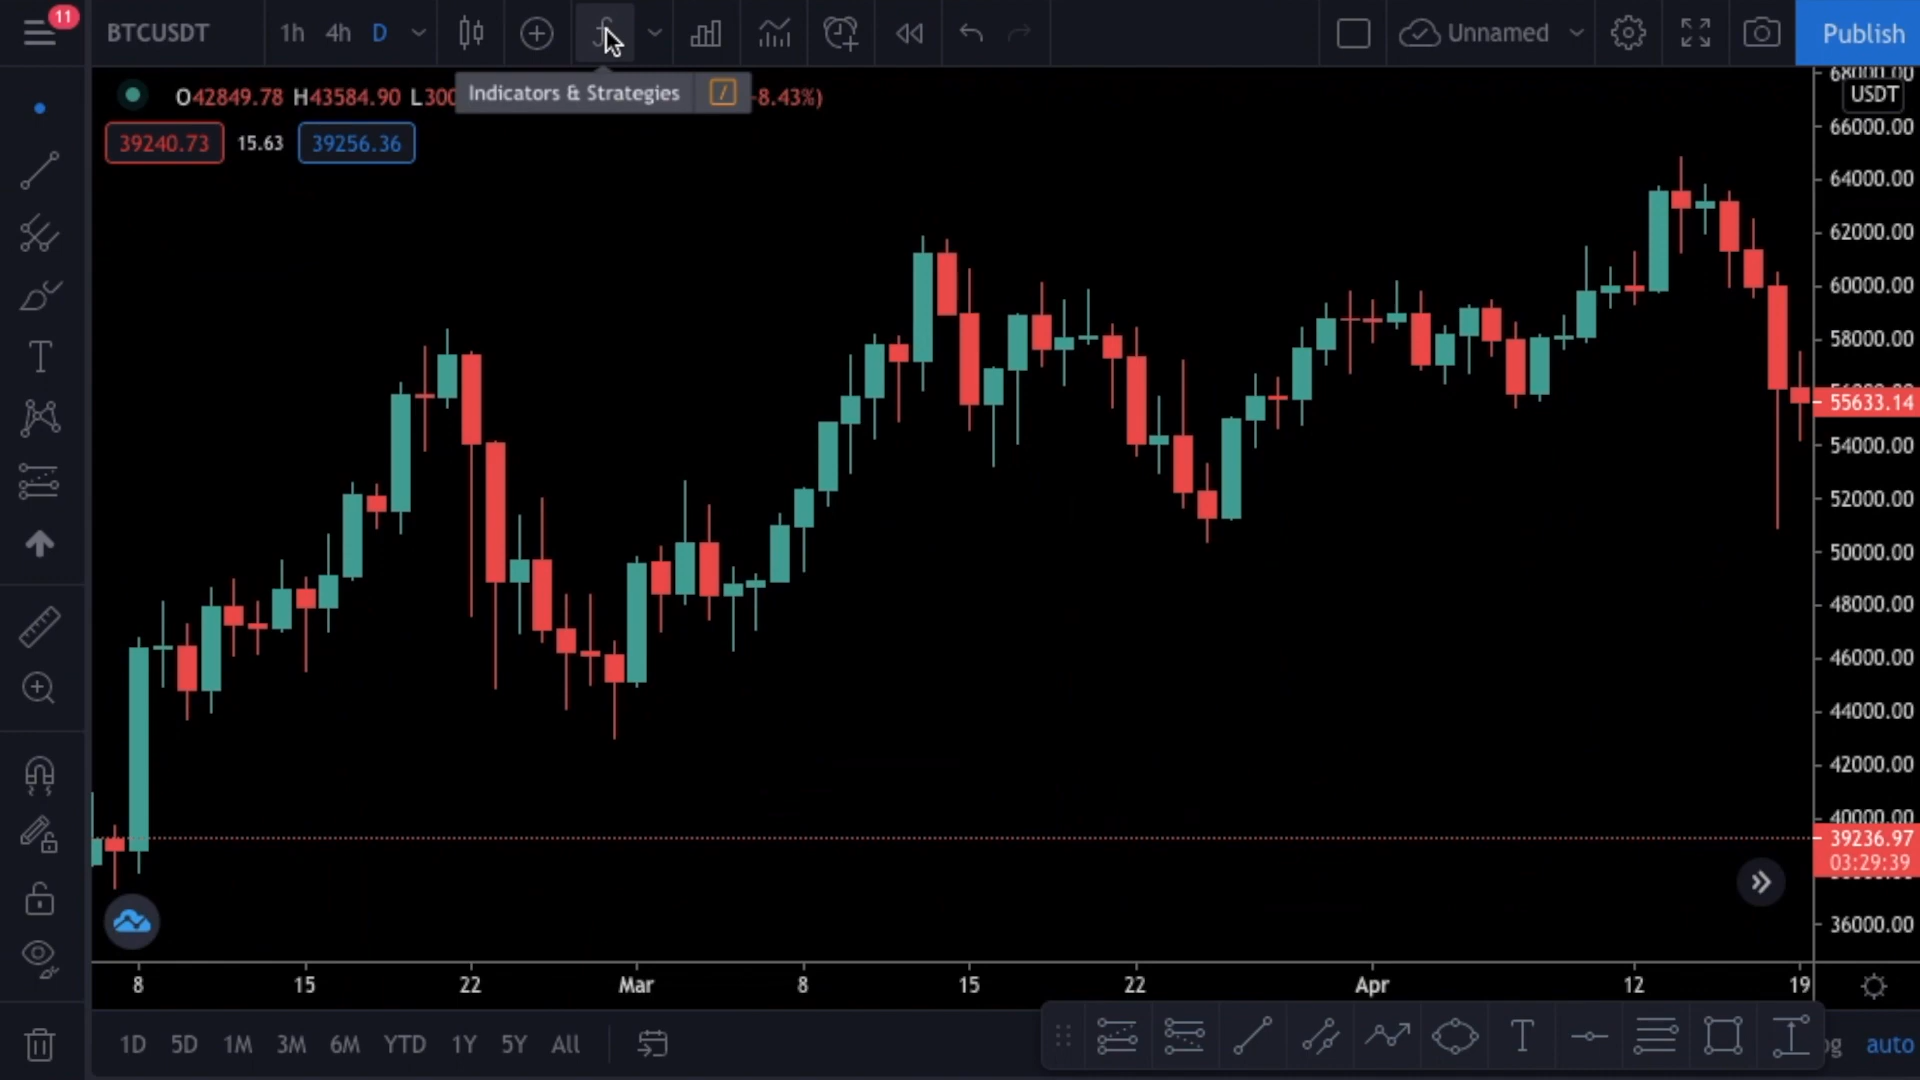 11
BTCUSDT
1h 4h D
Unnamed
Publish
O42849.78 H43584.90 L300
Indicators & Strategies /
-8.43%)
39240.73 15.63 39256.36
USDT
68000.00
66000.00
64000.00
62000.00
60000.00
58000.00
55633.14
54000.00
52000.00
50000.00
48000.00
46000.00
44000.00
42000.00
40000.00
39236.97
03:29:39
36000.00
8 15 22 Mar 8 15 22 Apr 12 19
1D 5D 1M 3M 6M YTD 1Y 5Y All
T
auto